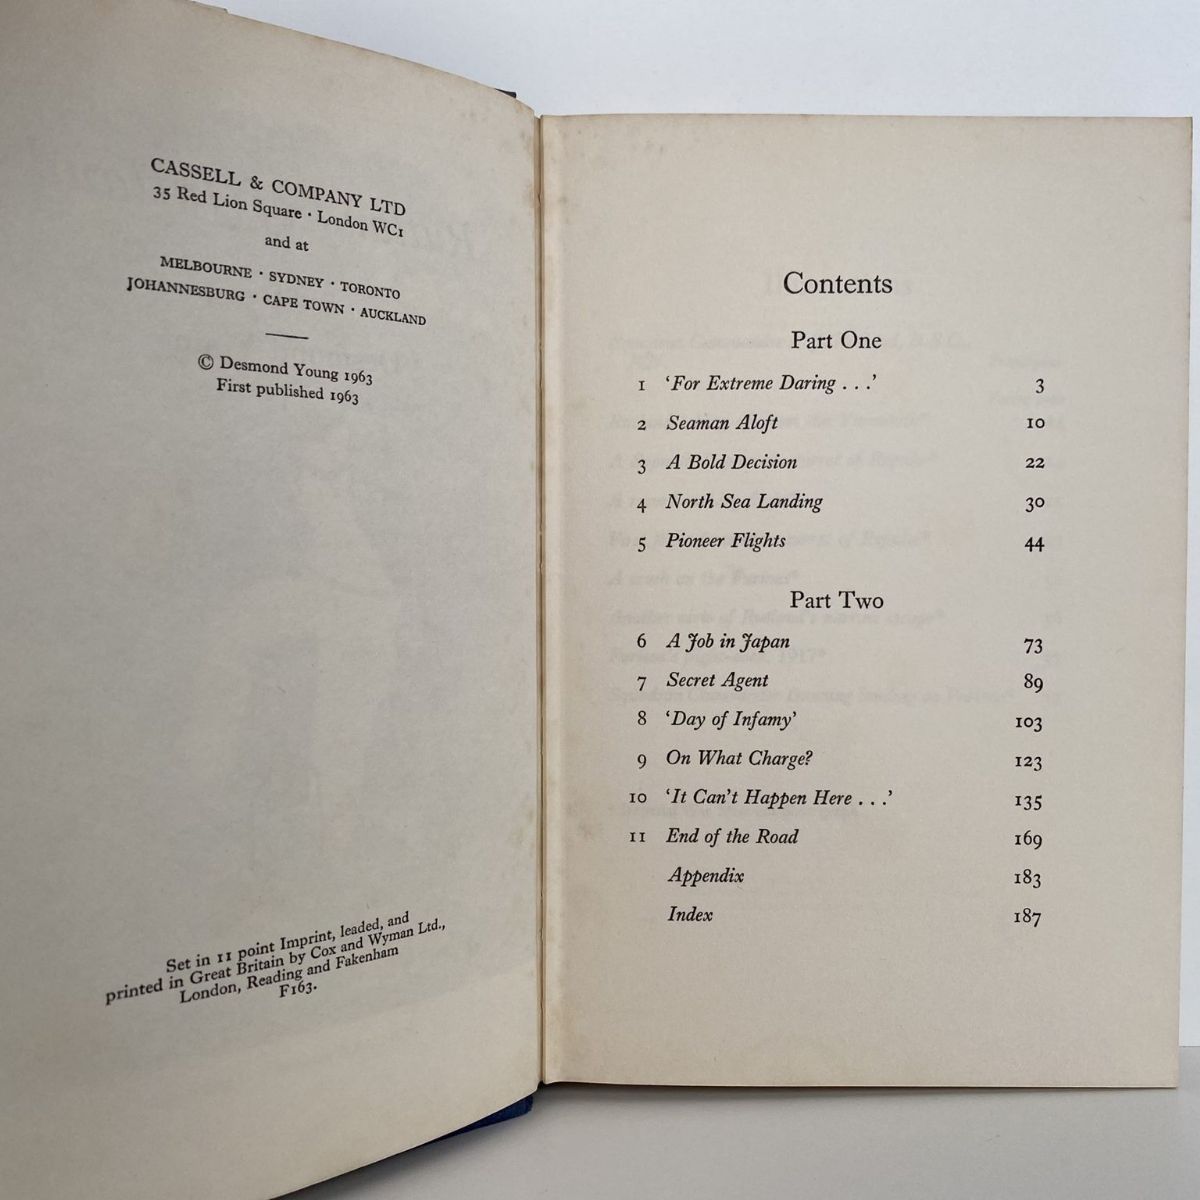 CASSELL & COMPANY LTD
35 Red Lion Square · London WC1
and at
MELBOURNE · SYDNEY · TORONTO
JOHANNESBURG · CAPE TOWN · AUCKLAND
© Desmond Young 1963
First published 1963
Set in 11 point Imprint, leaded, and
printed in Great Britain by Cox and Wyman Ltd.,
London, Reading and Fakenham
F163.
Contents
Part One
1 ‘For Extreme Daring . . .’ 3
2 Seaman Aloft 10
3 A Bold Decision 22
4 North Sea Landing 30
5 Pioneer Flights 44
Part Two
6 A Job in Japan 73
7 Secret Agent 89
8 ‘Day of Infamy’ 103
9 On What Charge? 123
10 ‘It Can’t Happen Here . . .’ 135
11 End of the Road 169
Appendix 183
Index 187